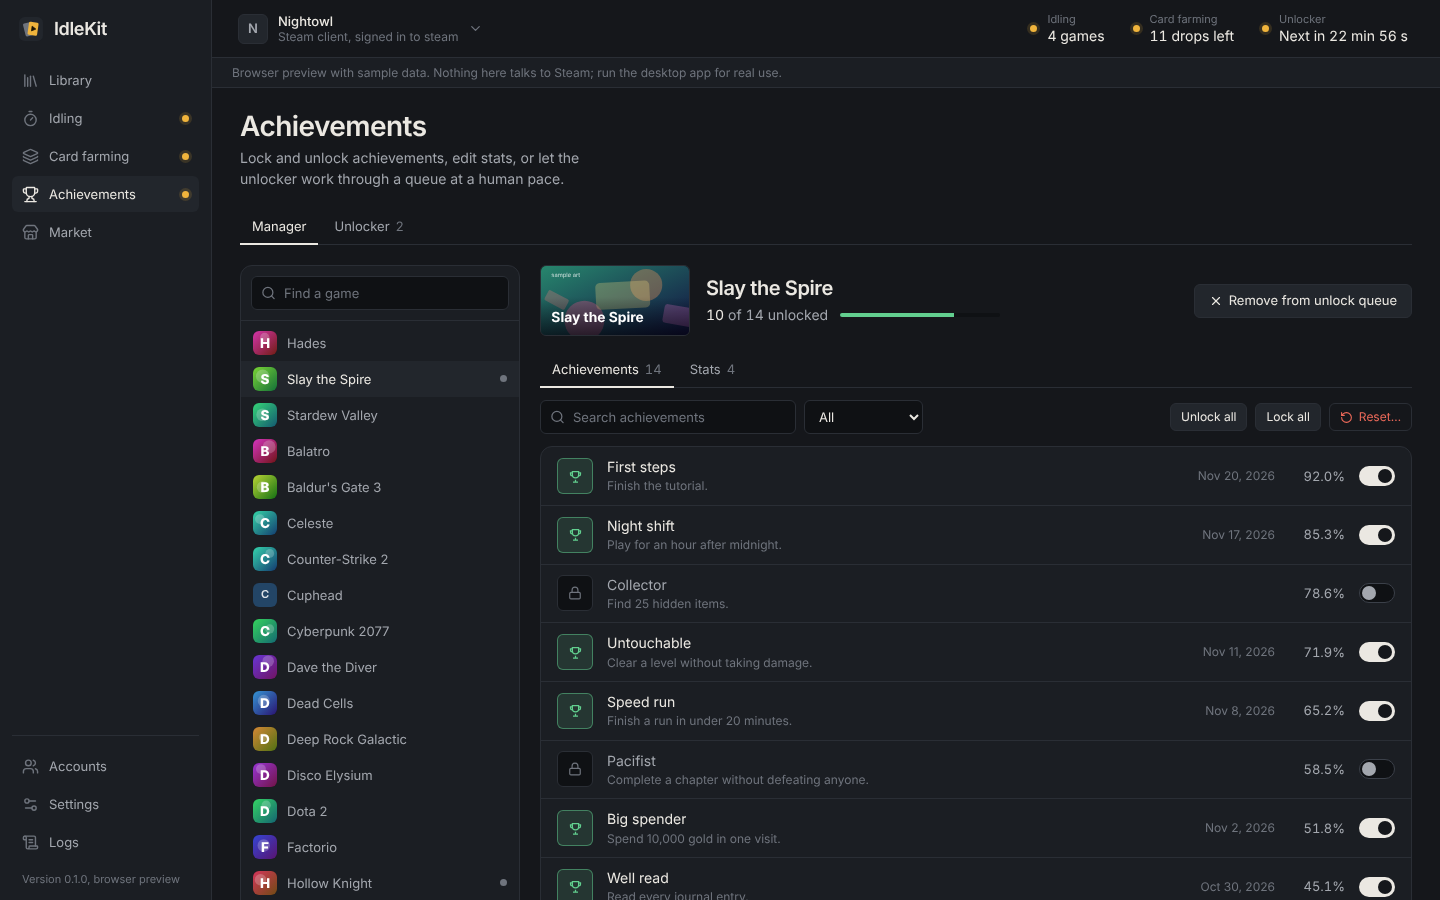 IdleKit
Library
Idling
Card farming
Achievements
Market
Accounts
Settings
Logs
Version 0.1.0, browser preview
N
Nightowl
Steam client, signed in to steam
Idling
4 games
Card farming
11 drops left
Unlocker
Next in 22 min 56 s
Browser preview with sample data. Nothing here talks to Steam; run the desktop app for real use.
Achievements
Lock and unlock achievements, edit stats, or let the
unlocker work through a queue at a human pace.
Manager
Unlocker 2
Find a game
H Hades
S Slay the Spire
S Stardew Valley
B Balatro
B Baldur's Gate 3
C Celeste
C Counter-Strike 2
C Cuphead
C Cyberpunk 2077
D Dave the Diver
D Dead Cells
D Deep Rock Galactic
D Disco Elysium
D Dota 2
F Factorio
H Hollow Knight
sample art
Slay the Spire
Slay the Spire
10 of 14 unlocked
Remove from unlock queue
Achievements 14
Stats 4
Search achievements
All
Unlock all
Lock all
Reset...
First steps
Finish the tutorial.
Nov 20, 2026
92.0%
Night shift
Play for an hour after midnight.
Nov 17, 2026
85.3%
Collector
Find 25 hidden items.
78.6%
Untouchable
Clear a level without taking damage.
Nov 11, 2026
71.9%
Speed run
Finish a run in under 20 minutes.
Nov 8, 2026
65.2%
Pacifist
Complete a chapter without defeating anyone.
58.5%
Big spender
Spend 10,000 gold in one visit.
Nov 2, 2026
51.8%
Well read
Read every journal entry.
Oct 30, 2026
45.1%